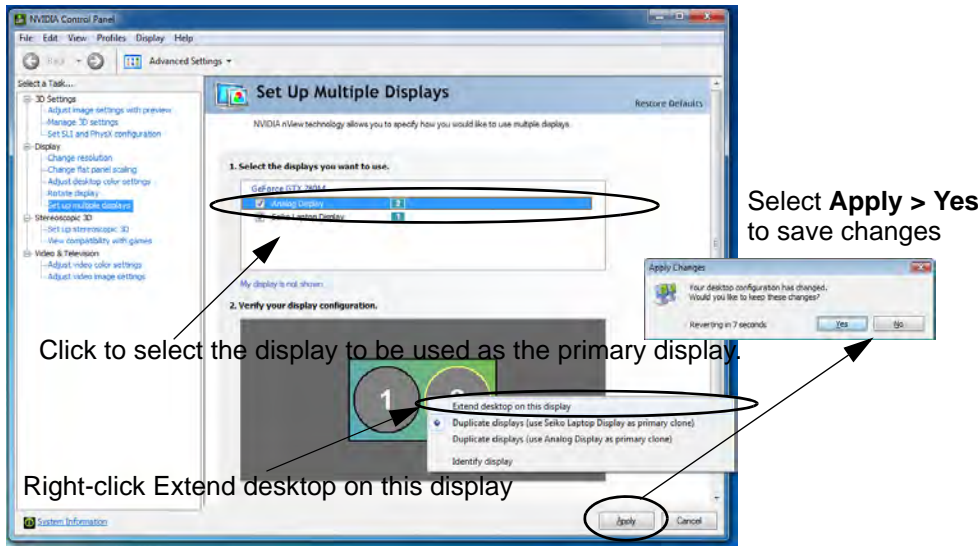 NVIDIA Control Panel
File Edit View Profiles Display Help
Back
Advanced Settings
Select a Task...
3D Settings
Adjust image settings with preview
Manage 3D settings
Set SLI and PhysX configuration
Display
Change resolution
Change flat panel scaling
Adjust desktop color settings
Rotate display
Set up multiple displays
Stereoscopic 3D
Set up stereoscopic 3D
View compatibility with games
Video & Television
Adjust video color settings
Adjust video image settings
System Information
Set Up Multiple Displays
Restore Defaults
NVIDIA nView technology allows you to specify how you would like to use multiple displays.
1. Select the displays you want to use.
GeForce GTX
Analog Display 2
Seiko Laptop Display 1
My display is not shown
2. Verify your display configuration.
1
Extend desktop on this display
Duplicate displays (use Seiko Laptop Display as primary clone)
Duplicate displays (use Analog Display as primary clone)
Identify display
Apply Cancel
Click to select the display to be used as the primary display.
Right-click Extend desktop on this display
Select Apply > Yes
to save changes
Apply Changes
Your desktop configuration has changed.
Would you like to keep these changes?
Reverting in 7 seconds
Yes No